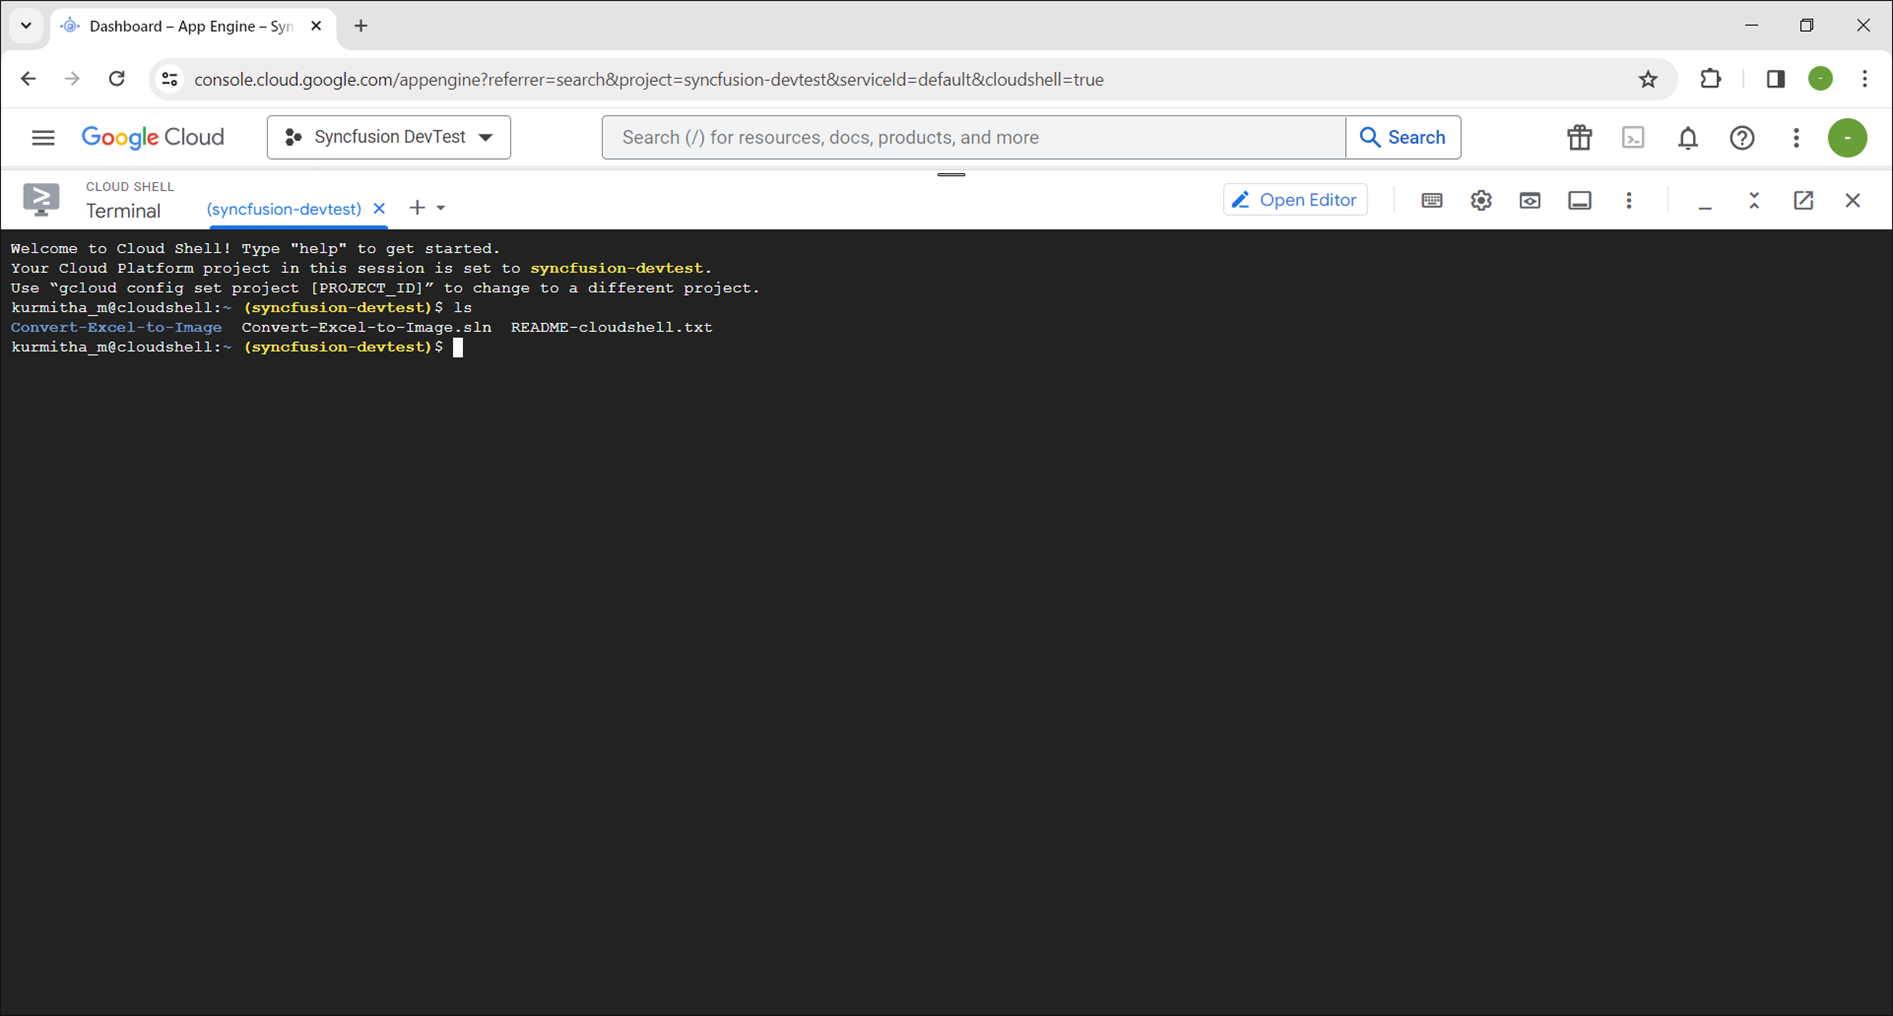 Dashboard – App Engine – Syn
console.cloud.google.com/appengine?referrer=search&project=syncfusion-devtest&serviceId=default&cloudshell=true
Google Cloud
Syncfusion DevTest
Search (/) for resources, docs, products, and more
Search
CLOUD SHELL
Terminal
(syncfusion-devtest)
Open Editor
Welcome to Cloud Shell! Type "help" to get started.
Your Cloud Platform project in this session is set to syncfusion-devtest.
Use “gcloud config set project [PROJECT_ID]” to change to a different project.
kurmitha_m@cloudshell:~ (syncfusion-devtest)$ ls
Convert-Excel-to-Image  Convert-Excel-to-Image.sln  README-cloudshell.txt
kurmitha_m@cloudshell:~ (syncfusion-devtest)$